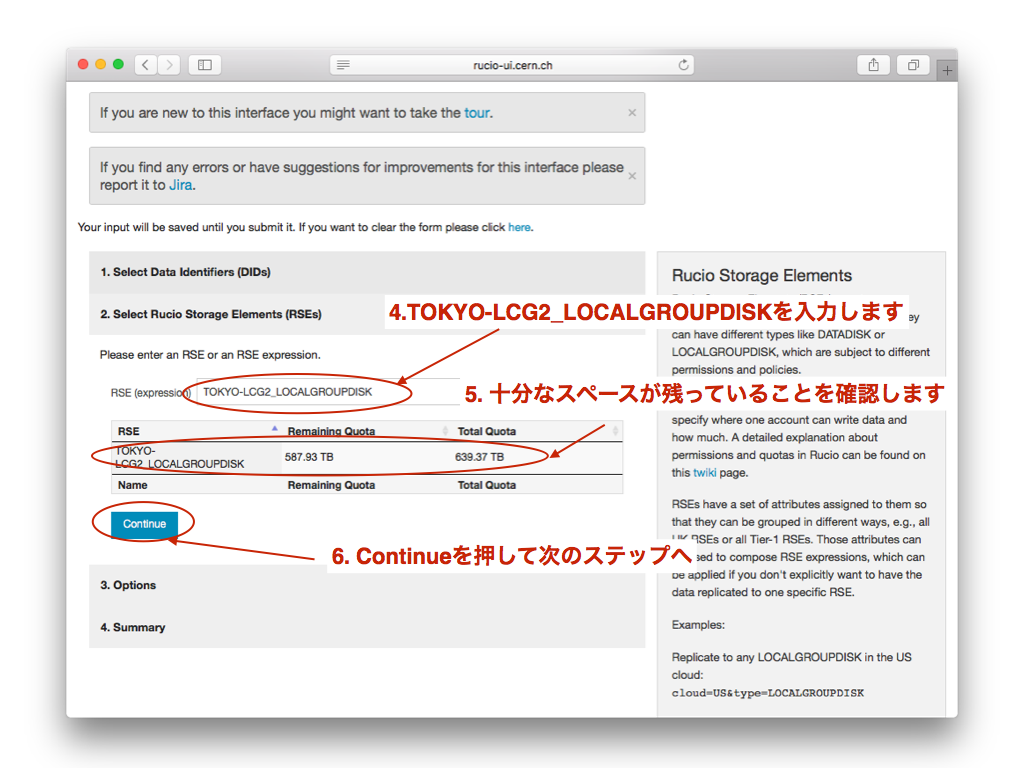 rucio-ui.cern.ch
If you are new to this interface you might want to take the tour.
If you find any errors or have suggestions for improvements for this interface please
report it to Jira.
Your input will be saved until you submit it. If you want to clear the form please click here.
1. Select Data Identifiers (DIDs)
2. Select Rucio Storage Elements (RSEs)
4.TOKYO-LCG2_LOCALGROUPDISKを入力します
Please enter an RSE or an RSE expression.
RSE (expression)
TOKYO-LCG2_LOCALGROUPDISK
5. 十分なスペースが残っていることを確認します
RSE Remaining Quota Total Quota
TOKYO-
LCG2_LOCALGROUPDISK 587.93 TB 639.37 TB
Name Remaining Quota Total Quota
Continue
6. Continueを押して次のステップへ
3. Options
4. Summary
Rucio Storage Elements
can have different types like DATADISK or
LOCALGROUPDISK, which are subject to different
permissions and policies.
specify where one account can write data and
how much. A detailed explanation about
permissions and quotas in Rucio can be found on
this twiki page.
RSEs have a set of attributes assigned to them so
that they can be grouped in different ways, e.g., all
UK RSEs or all Tier-1 RSEs. Those attributes can
sed to compose RSE expressions, which can
be applied if you don't explicitly want to have the
data replicated to one specific RSE.
Examples:
Replicate to any LOCALGROUPDISK in the US
cloud:
cloud=US&type=LOCALGROUPDISK